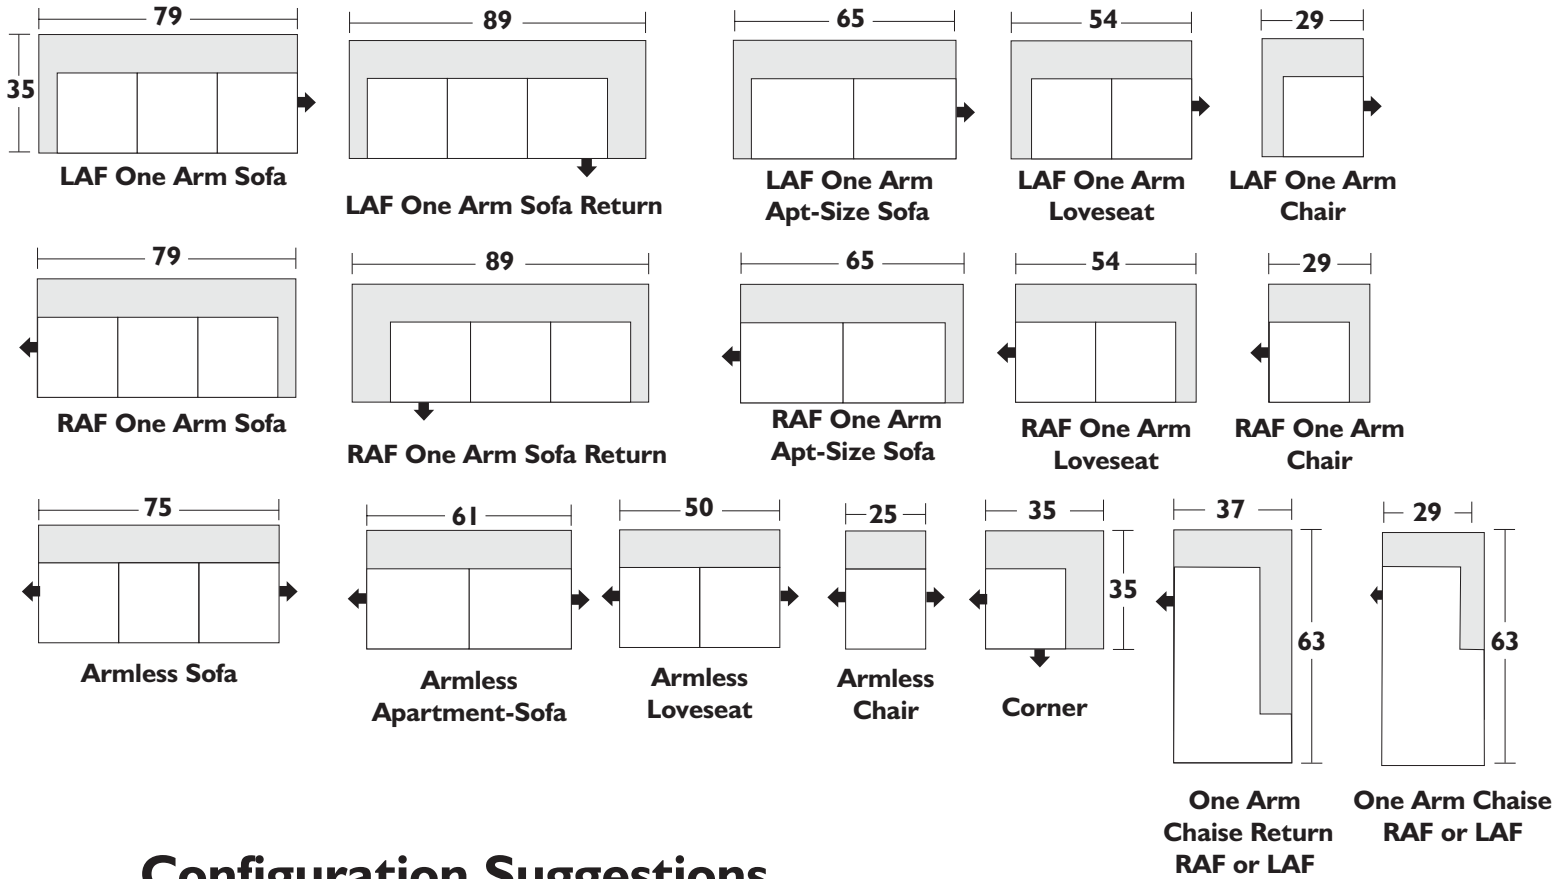 79
89
65
54
29
35
LAF One Arm Sofa
LAF One Arm Sofa Return
LAF One Arm
Apt-Size Sofa
LAF One Arm
Loveseat
LAF One Arm
Chair
79
89
65
54
29
RAF One Arm Sofa
RAF One Arm Sofa Return
RAF One Arm
Apt-Size Sofa
RAF One Arm
Loveseat
RAF One Arm
Chair
75
61
50
25
35
37
29
35
63
63
Armless Sofa
Armless
Apartment-Sofa
Armless
Loveseat
Armless
Chair
Corner
One Arm
Chaise Return
RAF or LAF
One Arm Chaise
RAF or LAF
Configuration Suggestions